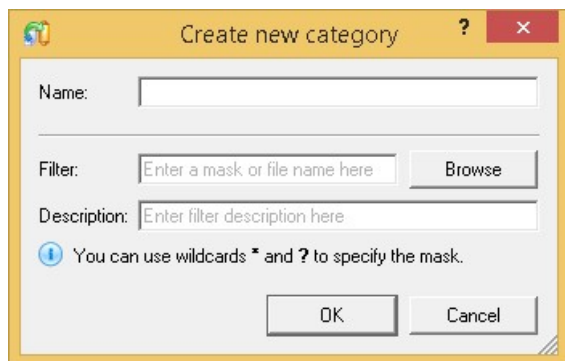 Create new category ?
Name:
Filter: Enter a mask or file name here Browse
Description: Enter filter description here
You can use wildcards * and ? to specify the mask.
OK Cancel